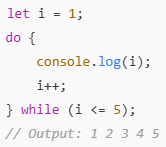 let i = 1;
do {
    console.log(i);
    i++;
} while (i <= 5);
// Output: 1 2 3 4 5